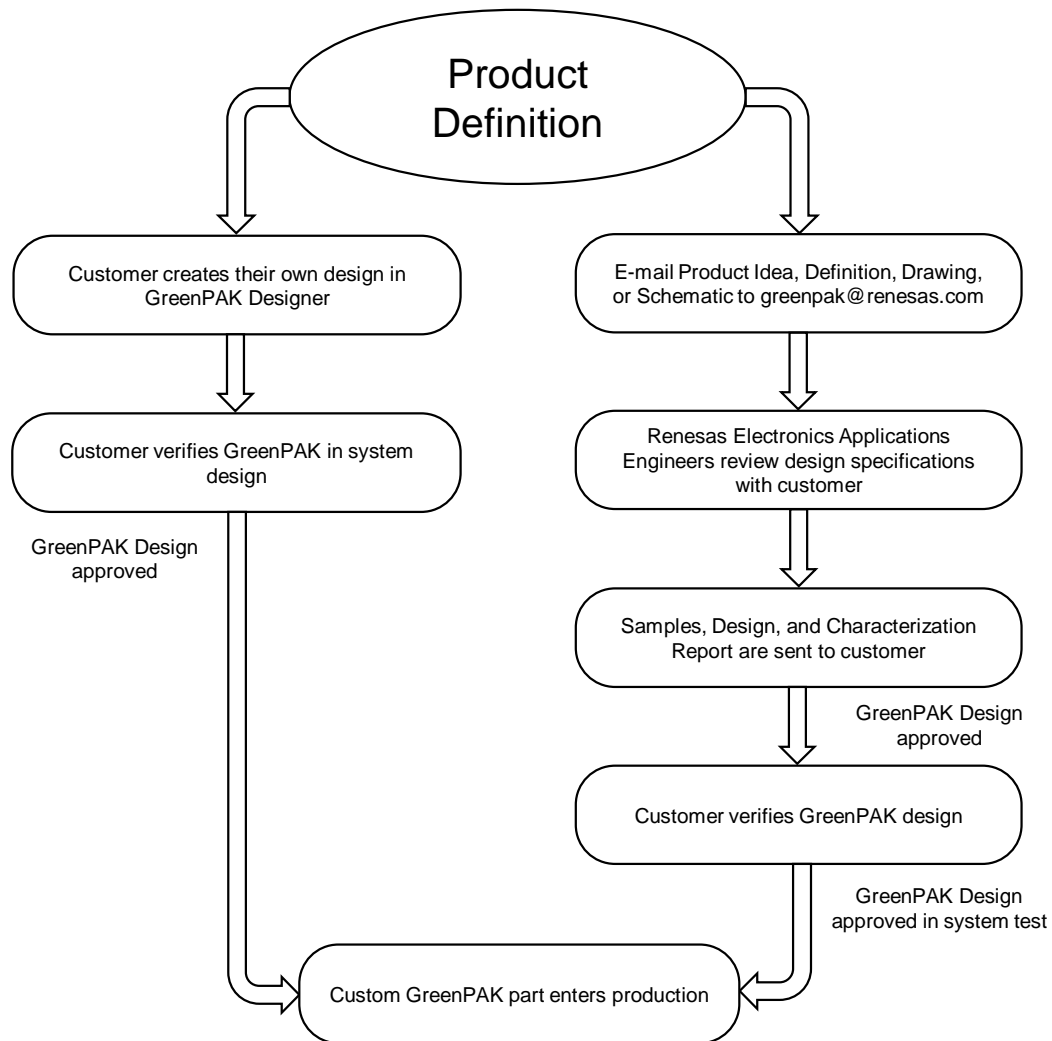 Product
Definition
Customer creates their own design in
GreenPAK Designer
Customer verifies GreenPAK in system
design
GreenPAK Design
approved
E-mail Product Idea, Definition, Drawing,
or Schematic to greenpak@renesas.com
Renesas Electronics Applications
Engineers review design specifications
with customer
Samples, Design, and Characterization
Report are sent to customer
GreenPAK Design
approved
Customer verifies GreenPAK design
GreenPAK Design
approved in system test
Custom GreenPAK part enters production